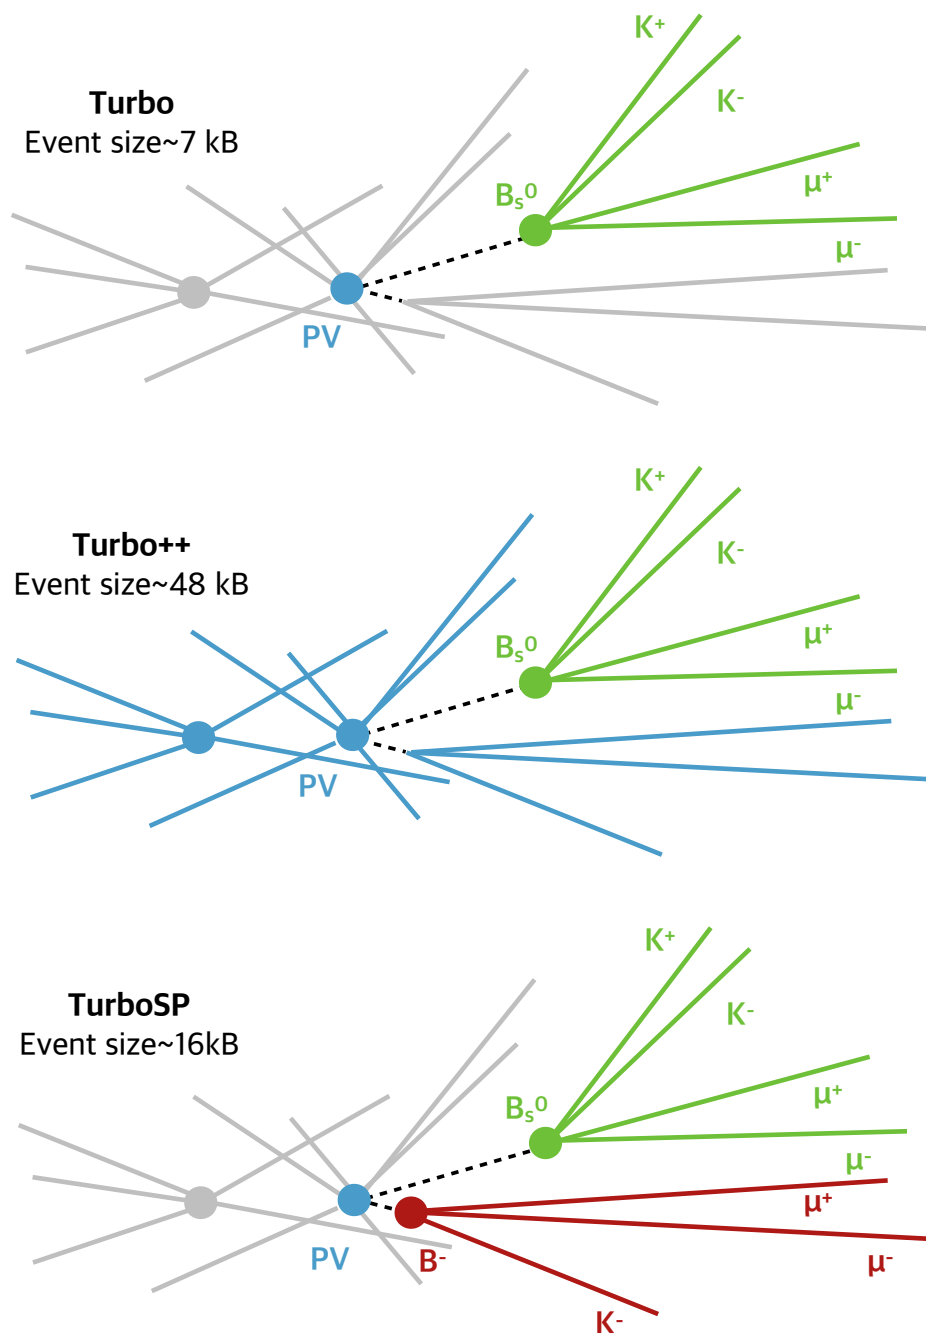 K⁺
Turbo
K⁻
Event size~7 kB
μ⁺
Bₛ⁰
μ⁻
PV
K⁺
Turbo++
K⁻
Event size~48 kB
μ⁺
Bₛ⁰
μ⁻
PV
K⁺
TurboSP
K⁻
Event size~16kB
μ⁺
Bₛ⁰
μ⁻
μ⁺
PV
B⁻
μ⁻
K⁻